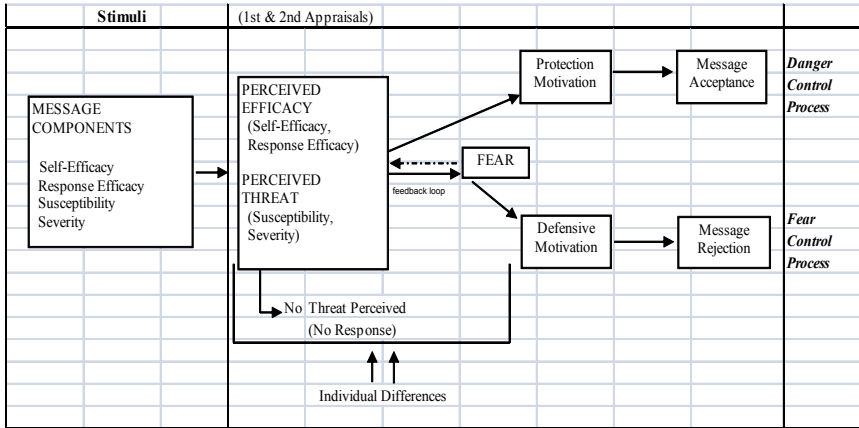 Stimuli
(1st & 2nd Appraisals)
MESSAGE
COMPONENTS
Self-Efficacy
Response Efficacy
Susceptibility
Severity
PERCEIVED
EFFICACY
(Self-Efficacy,
Response Efficacy)
PERCEIVED
THREAT
(Susceptibility,
Severity)
Protection
Motivation
Message
Acceptance
Danger
Control
Process
FEAR
feedback loop
Defensive
Motivation
Message
Rejection
Fear
Control
Process
No Threat Perceived
(No Response)
Individual Differences